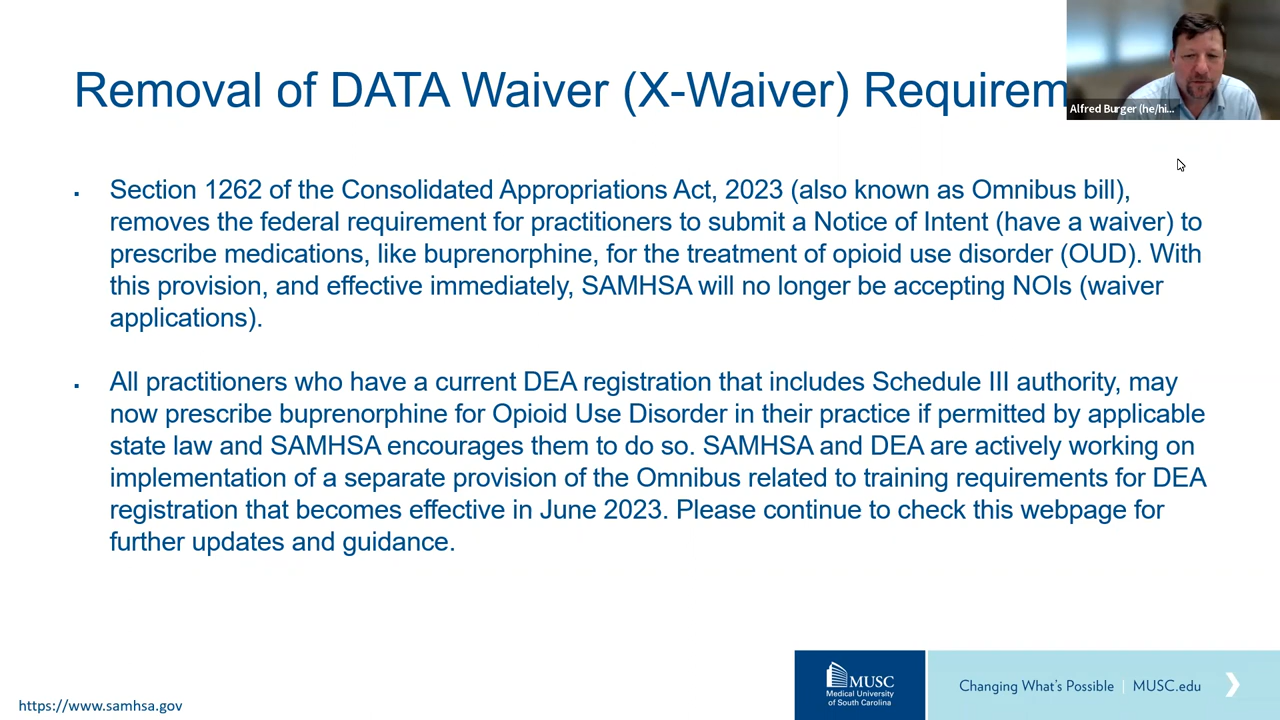 Removal of DATA Waiver (X-Waiver) Requirem
Alfred Burger (he/hi...
▪ Section 1262 of the Consolidated Appropriations Act, 2023 (also known as Omnibus bill),
removes the federal requirement for practitioners to submit a Notice of Intent (have a waiver) to
prescribe medications, like buprenorphine, for the treatment of opioid use disorder (OUD). With
this provision, and effective immediately, SAMHSA will no longer be accepting NOIs (waiver
applications).
▪ All practitioners who have a current DEA registration that includes Schedule III authority, may
now prescribe buprenorphine for Opioid Use Disorder in their practice if permitted by applicable
state law and SAMHSA encourages them to do so. SAMHSA and DEA are actively working on
implementation of a separate provision of the Omnibus related to training requirements for DEA
registration that becomes effective in June 2023. Please continue to check this webpage for
further updates and guidance.
MUSC
Medical University
of South Carolina
Changing What's Possible | MUSC.edu
https://www.samhsa.gov